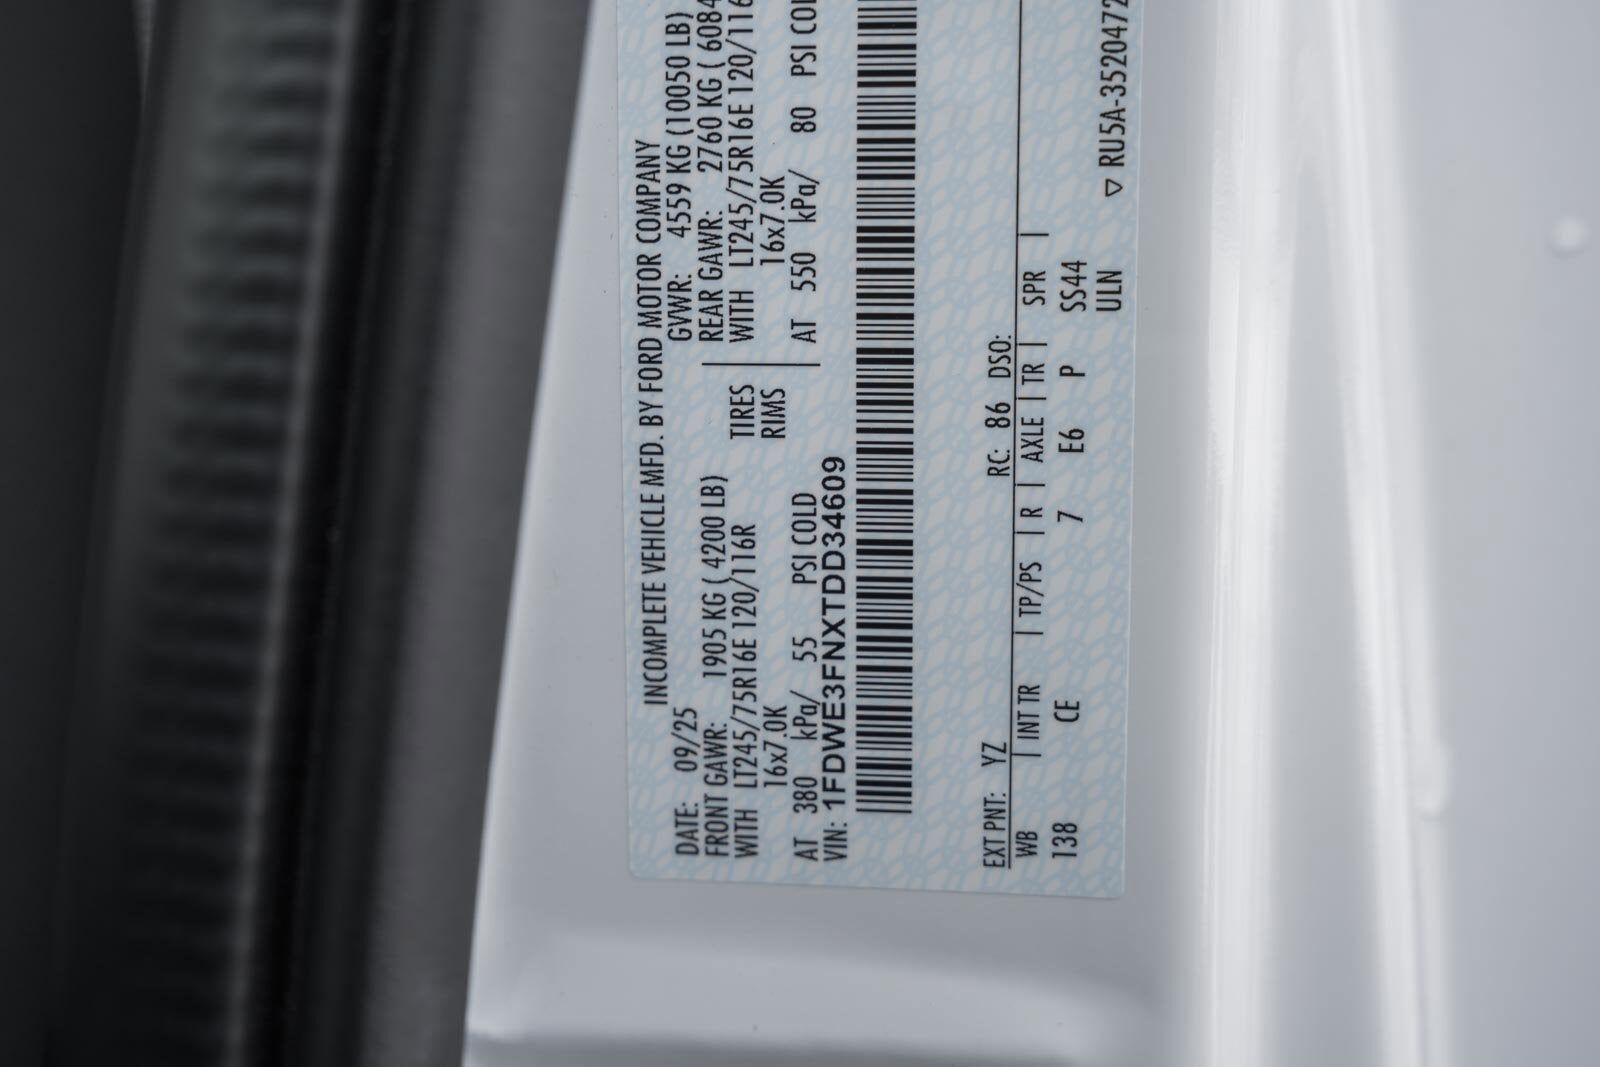 INCOMPLETE VEHICLE MFD. BY FORD MOTOR COMPANY
DATE: 09/25 GVWR: 4559 KG (10050 LB)
FRONT GAWR: 1905 KG ( 4200 LB) REAR GAWR: 2760 KG ( 6084
WITH LT245/75R16E 120/116R TIRES WITH LT245/75R16E 120/116
16x7.0K RIMS 16x7.0K
AT 380 kPa/ 55 PSI COLD AT 550 kPa/ 80 PSI COL
VIN: 1FDWE3FNXTDD34609
EXT PNT: YZ RC: 86 DSO:
WB | INT TR | TP/PS | R | AXLE | TR | SPR |
138 CE 7 E6 P SS44
ULN ▽ RU5A-3520472